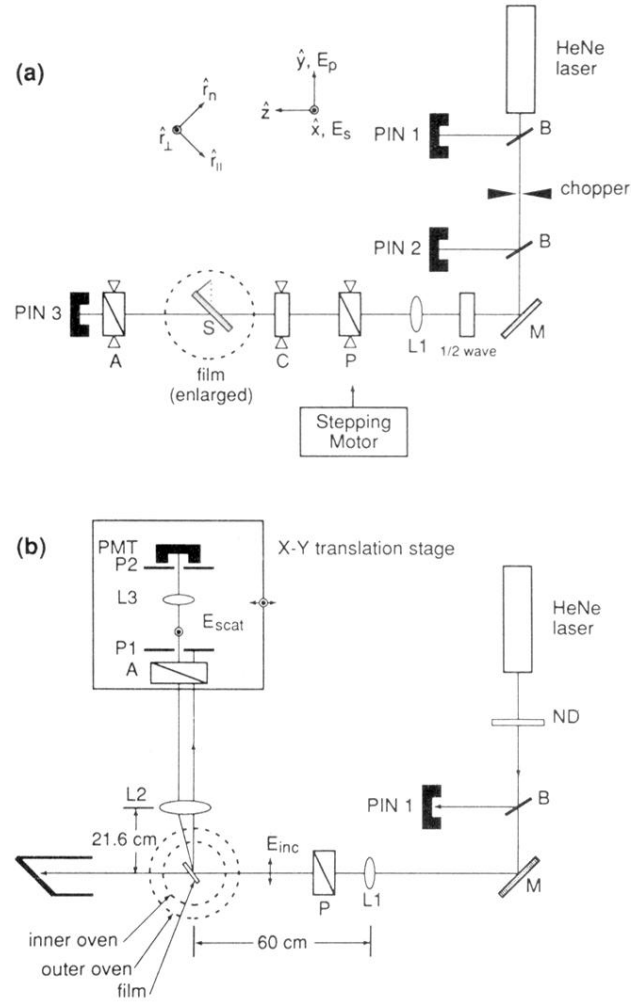 (a)
HeNe
laser
r̂n
r̂⊥
r̂||
ŷ, Ep
ẑ
x̂, Es
PIN 1
B
chopper
PIN 2
B
PIN 3
A
S
C
P
L1
1/2 wave
M
film
(enlarged)
Stepping
Motor
(b)
PMT
P2
X-Y translation stage
L3
Escat
P1
A
HeNe
laser
ND
L2
PIN 1
B
21.6 cm
Einc
P
L1
M
inner oven
outer oven
film
60 cm